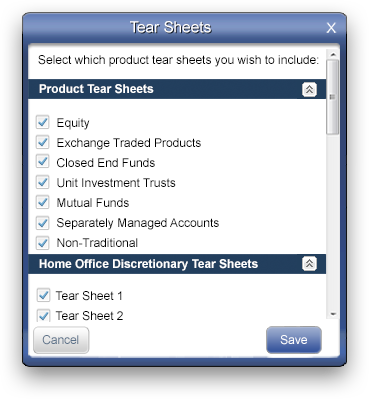 Tear Sheets X
Select which product tear sheets you wish to include:
Product Tear Sheets
Equity
Exchange Traded Products
Closed End Funds
Unit Investment Trusts
Mutual Funds
Separately Managed Accounts
Non-Traditional
Home Office Discretionary Tear Sheets
Tear Sheet 1
Tear Sheet 2
Cancel Save